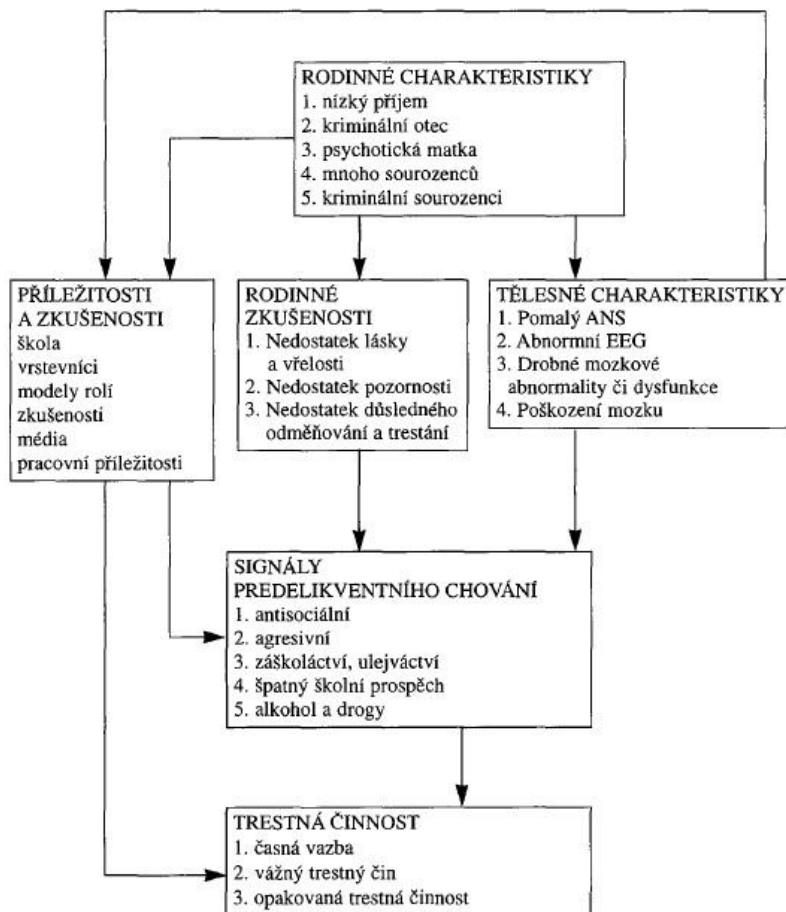 RODINNÉ CHARAKTERISTIKY
1. nízký příjem
2. kriminální otec
3. psychotická matka
4. mnoho sourozenců
5. kriminální sourozenci
PŘÍLEŽITOSTI
A ZKUŠENOSTI
škola
vrstevníci
modely rolí
zkušenosti
média
pracovní příležitosti
RODINNÉ
ZKUŠENOSTI
1. Nedostatek lásky
a vřelosti
2. Nedostatek pozornosti
3. Nedostatek důsledného
odměňování a trestání
TĚLESNÉ CHARAKTERISTIKY
1. Pomalý ANS
2. Abnormní EEG
3. Drobné mozkové
abnormality či dysfunkce
4. Poškození mozku
SIGNÁLY
PREDELIKVENTNÍHO CHOVÁNÍ
1. antisociální
2. agresivní
3. záškoláctví, ulejváctví
4. špatný školní prospěch
5. alkohol a drogy
TRESTNÁ ČINNOST
1. časná vazba
2. vážný trestný čin
3. opakovaná trestná činnost